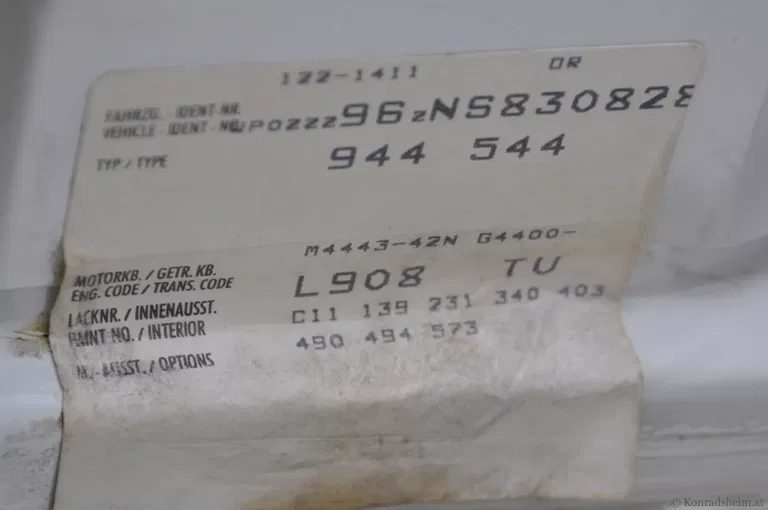 122-1411 OR
FAHRZG.-IDENT-NR.
VEHICLE-IDENT-NO. WP0ZZZ96ZNS830828
TYP / TYPE 944 544
M4443-42N G4400-
MOTORKB. / GETR. KB.
ENG. CODE / TRANS. CODE L908 TU
LACKNR. / INNENAUSST. C11 139 231 340 403
PAINT NO. / INTERIOR 490 494 573
M.-AUSST. / OPTIONS
© Konradsheim.at